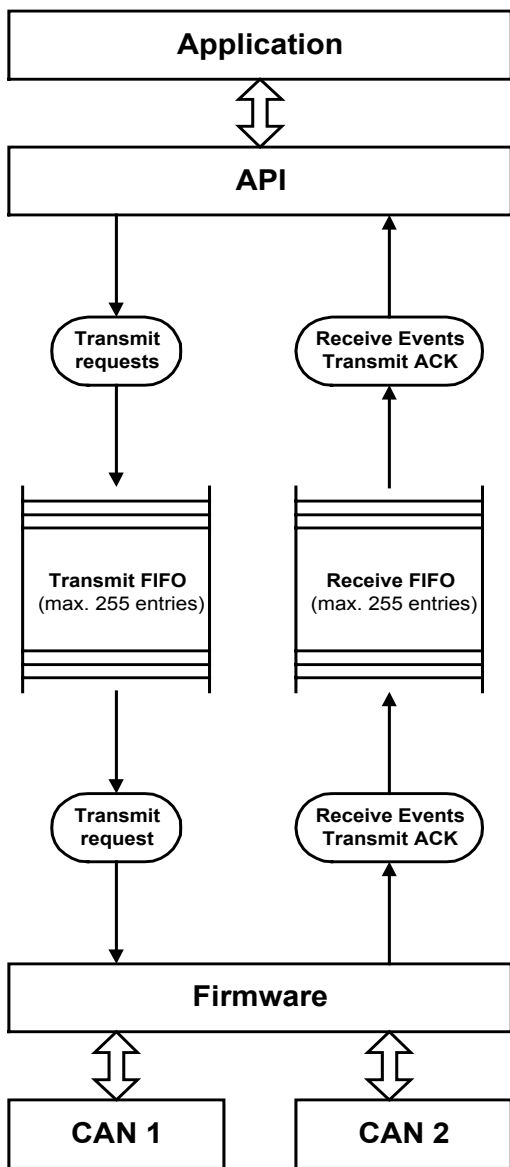 Application
API
Transmit
requests
Receive Events
Transmit ACK
Transmit FIFO
(max. 255 entries)
Receive FIFO
(max. 255 entries)
Transmit
request
Receive Events
Transmit ACK
Firmware
CAN 1
CAN 2